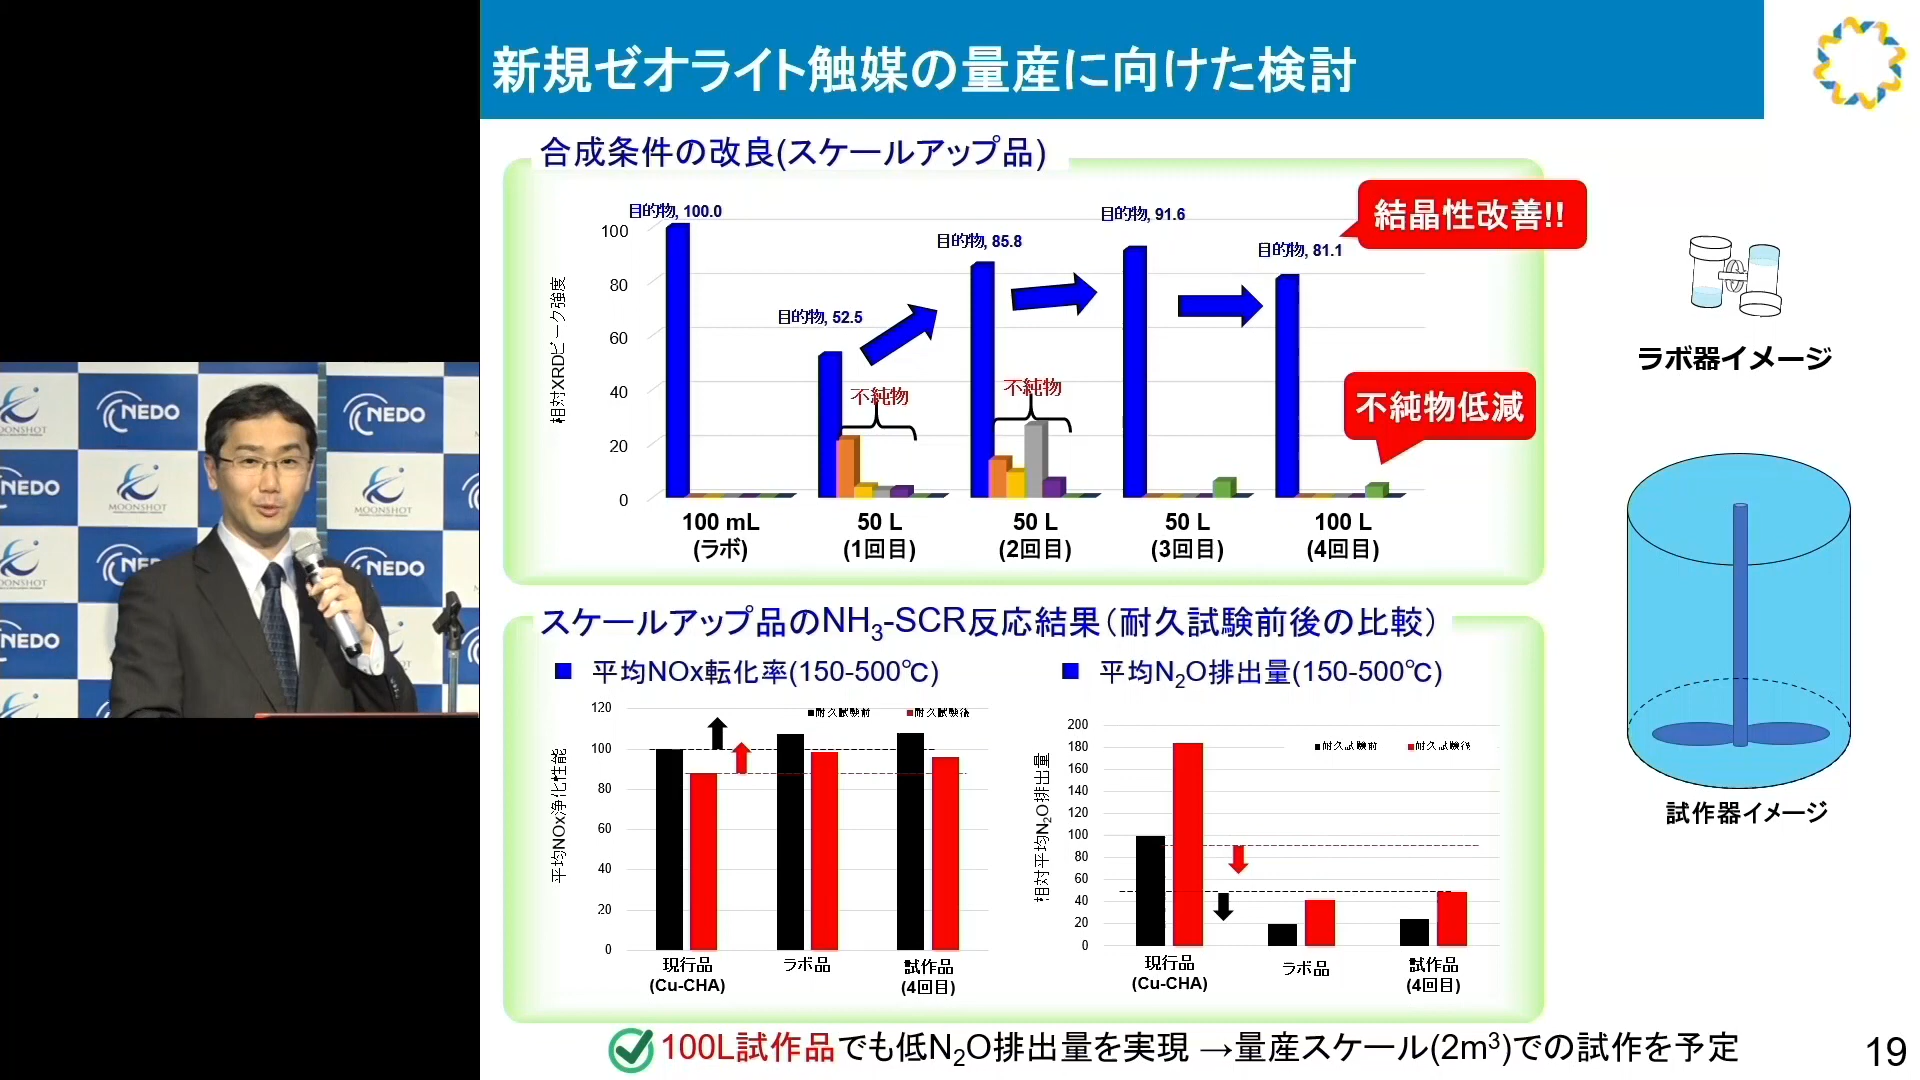 新規ゼオライト触媒の量産に向けた検討
合成条件の改良(スケールアップ品)
結晶性改善!!
目的物, 100.0
目的物, 52.5
目的物, 85.8
目的物, 91.6
目的物, 81.1
相対XRDピーク強度
100
80
60
40
20
0
不純物
不純物
不純物低減
100 mL
(ラボ)
50 L
(1回目)
50 L
(2回目)
50 L
(3回目)
100 L
(4回目)
ラボ器イメージ
試作器イメージ
スケールアップ品のNH3-SCR反応結果（耐久試験前後の比較）
■ 平均NOx転化率(150-500℃)
平均NOx浄化性能
120
100
80
60
40
20
0
■耐久試験前 ■耐久試験後
現行品
(Cu-CHA)
ラボ品
試作品
(4回目)
■ 平均N2O排出量(150-500℃)
相対平均N2O排出量
200
180
160
140
120
100
80
60
40
20
0
■耐久試験前 ■耐久試験後
現行品
(Cu-CHA)
ラボ品
試作品
(4回目)
100L試作品でも低N2O排出量を実現 →量産スケール(2m3)での試作を予定
19
NEDO
NEDO
NEDO
MOONSHOT
MOONSHOT
NEDO
NEDO
NEDO